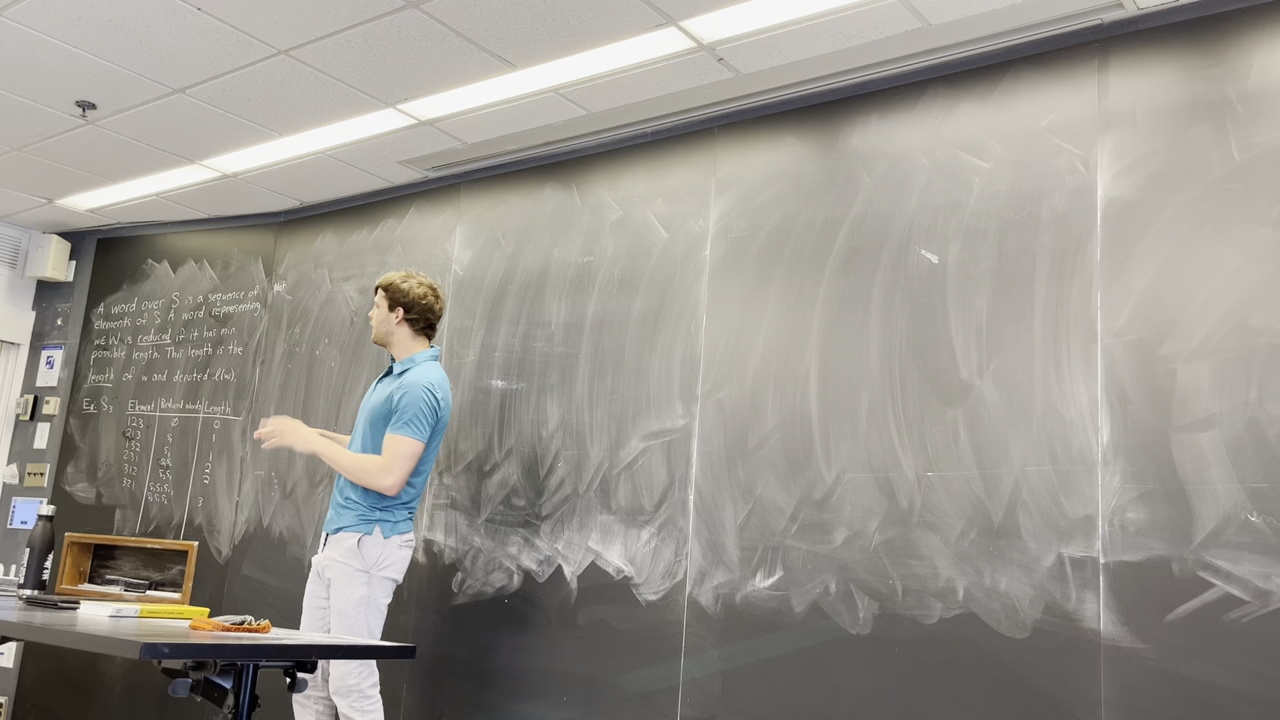 A word over S is a sequence of
elements of S. A word representing
w∈W is reduced if it has min.
possible length. This length is the
length of w and denoted ℓ(w).
Ex: S₃
Element | Reduced Words | Length
123 ∅ 0
213 S₁ 1
132 S₂ 1
231 2
312 2
321 S₁S₂S₁
S₂S₁S₂ 3